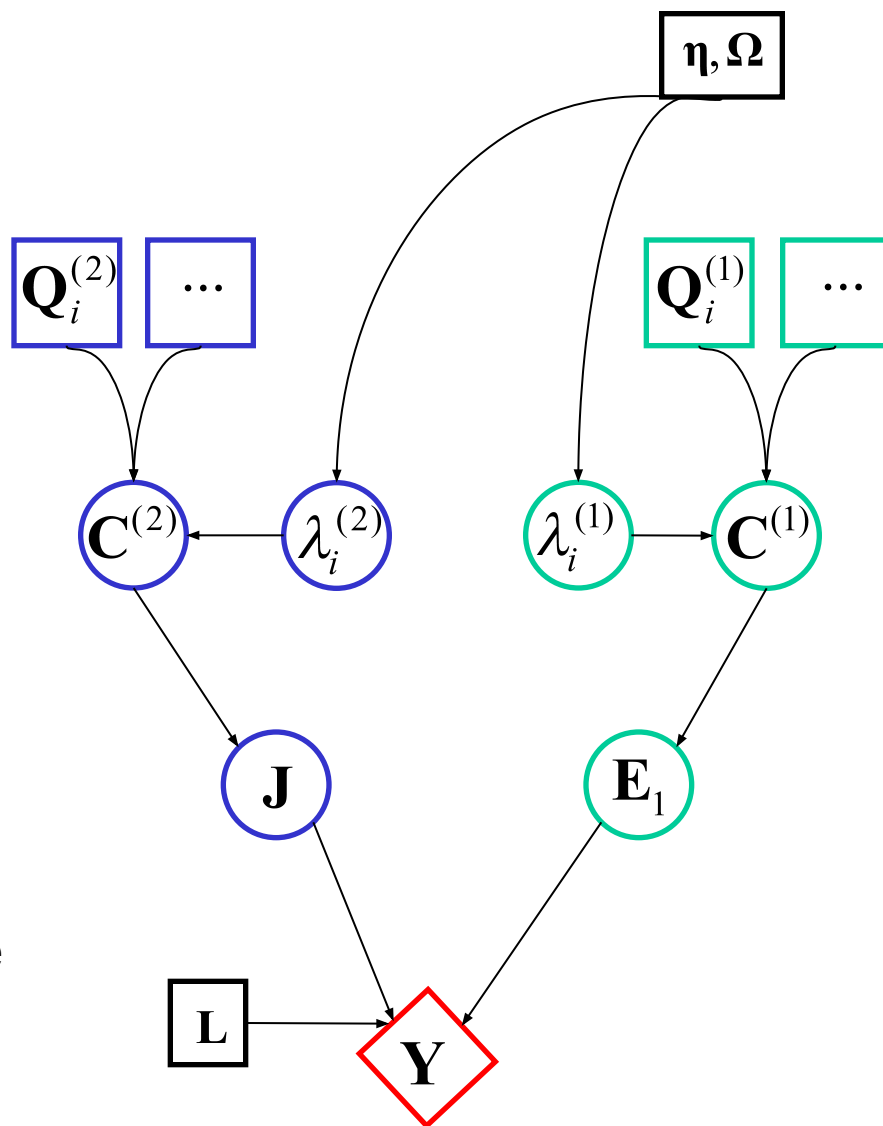 η, Ω
Q_i^(2) ... Q_i^(1) ...
C^(2) λ_i^(2) λ_i^(1) C^(1)
J E_1
L Y